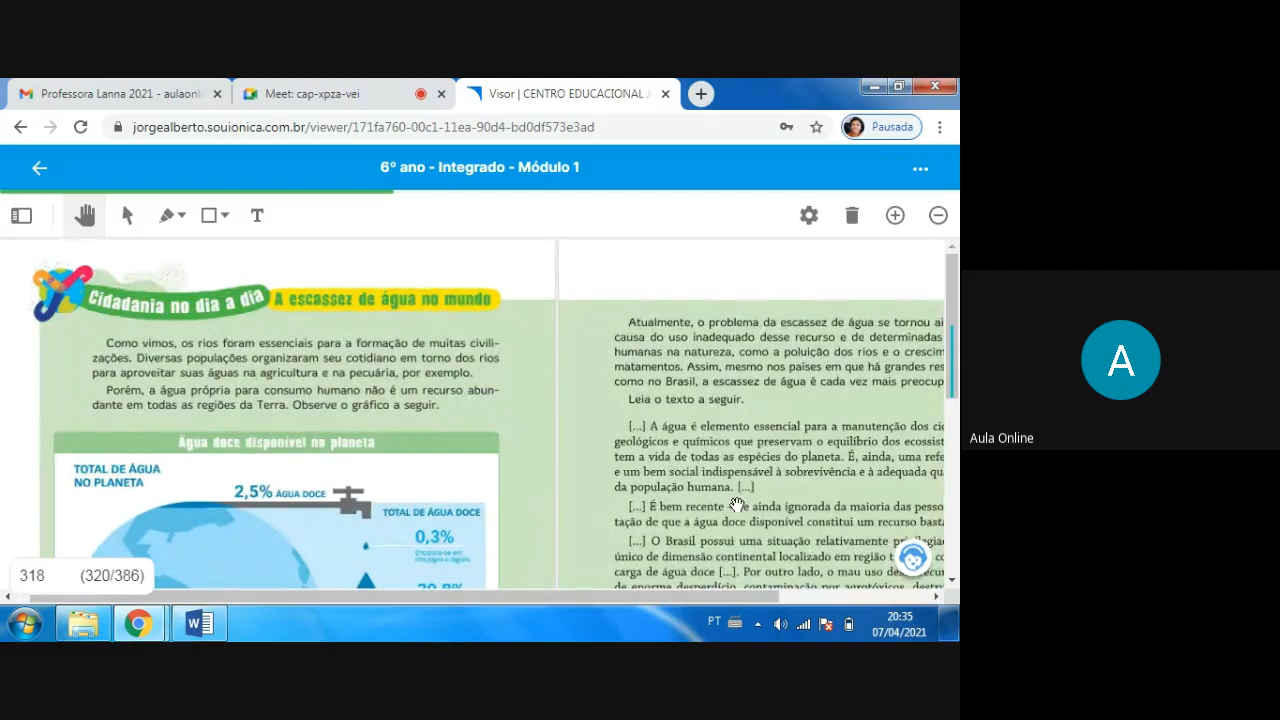 Professora Lanna 2021 - aulaonl
Meet: cap-xpza-vei
Visor | CENTRO EDUCACIONAL J
jorgealberto.souionica.com.br/viewer/171fa760-00c1-11ea-90d4-bd0df573e3ad
Pausada
6º ano - Integrado - Módulo 1
T
Cidadania no dia a dia
A escassez de água no mundo
Como vimos, os rios foram essenciais para a formação de muitas civili-
zações. Diversas populações organizaram seu cotidiano em torno dos rios
para aproveitar suas águas na agricultura e na pecuária, por exemplo.
Porém, a água própria para consumo humano não é um recurso abun-
dante em todas as regiões da Terra. Observe o gráfico a seguir.
Água doce disponível no planeta
TOTAL DE ÁGUA
NO PLANETA
2,5% ÁGUA DOCE
TOTAL DE ÁGUA DOCE
0,3%
318 (320/386)
Atualmente, o problema da escassez de água se tornou ai
causa do uso inadequado desse recurso e de determinadas
humanas na natureza, como a poluição dos rios e o crescim
matamentos. Assim, mesmo nos países em que há grandes res
como no Brasil, a escassez de água é cada vez mais preocup
Leia o texto a seguir.
[...] A água é elemento essencial para a manutenção dos cic
geológicos e químicos que preservam o equilíbrio dos ecossist
tem a vida de todas as espécies do planeta. É, ainda, uma refe
e um bem social indispensável à sobrevivência e à adequada qu
da população humana. [...]
[...] É bem recente e ainda ignorada da maioria das pesso
tação de que a água doce disponível constitui um recurso basta
[...] O Brasil possui uma situação relativamente
único de dimensão continental localizado em região
carga de água doce [...]. Por outro lado, o mau uso
de enorme desperdício, contaminação por agrotóxicos, destru
A
Aula Online
PT
20:35
07/04/2021